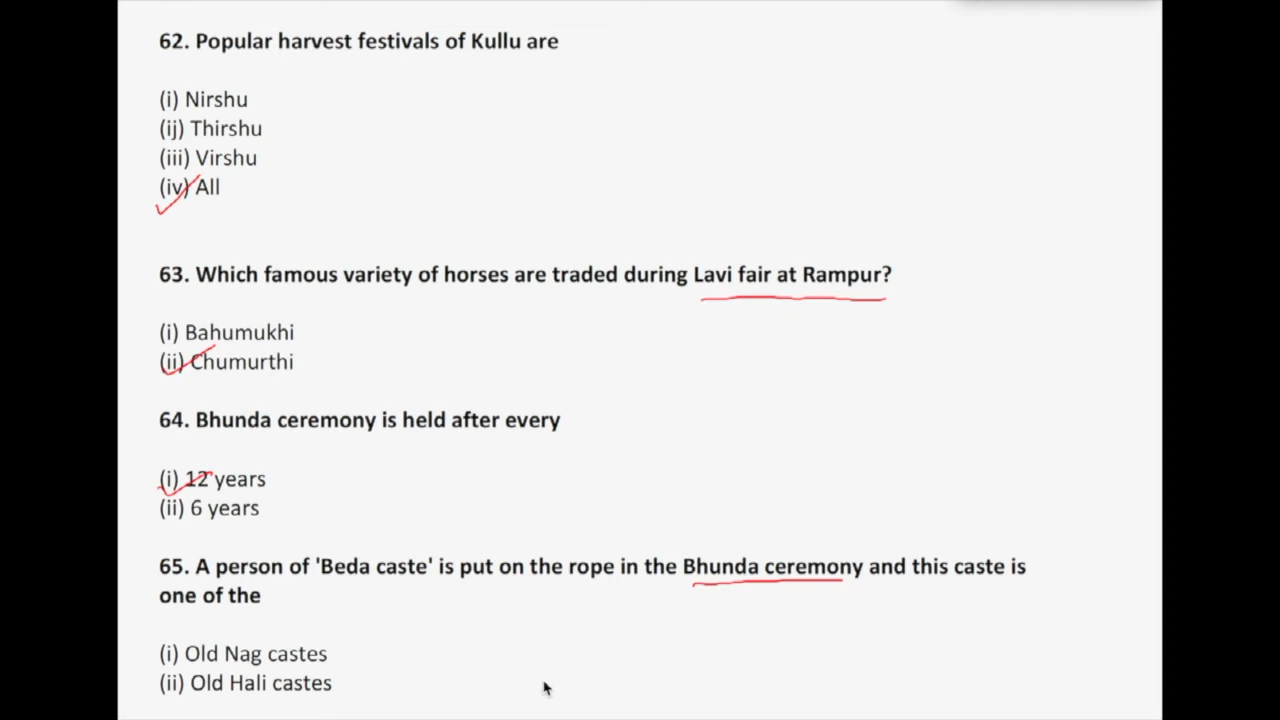 62. Popular harvest festivals of Kullu are
(i) Nirshu
(ij) Thirshu
(iii) Virshu
(iv) All
63. Which famous variety of horses are traded during Lavi fair at Rampur?
(i) Bahumukhi
(ii) Chumurthi
64. Bhunda ceremony is held after every
(i) 12 years
(ii) 6 years
65. A person of 'Beda caste' is put on the rope in the Bhunda ceremony and this caste is
one of the
(i) Old Nag castes
(ii) Old Hali castes